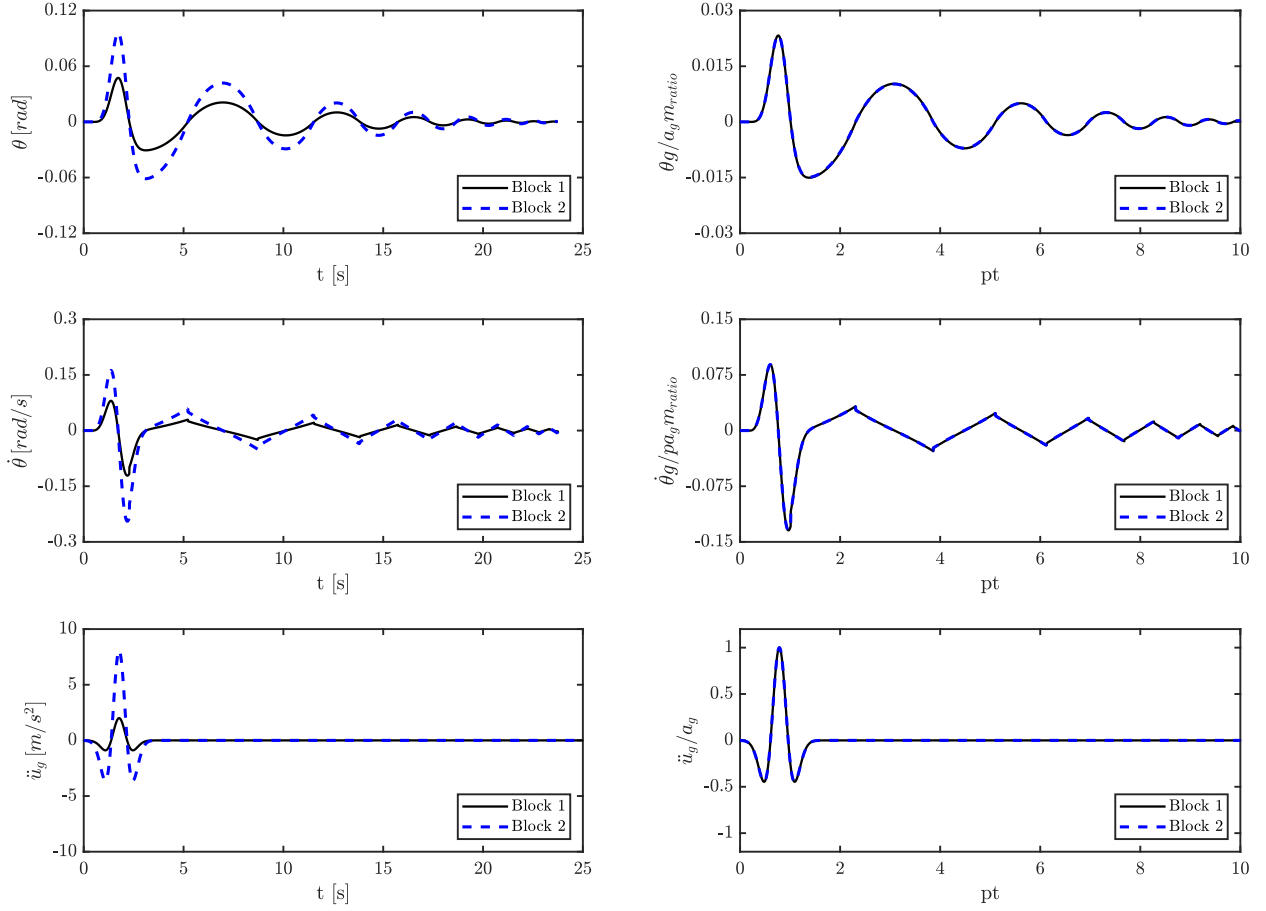 0.12
0.06
0
-0.06
-0.12
θ [rad]
Block 1
Block 2
0 5 10 15 20 25
t [s]
0.03
0.015
0
-0.015
-0.03
θg/a_g m_ratio
Block 1
Block 2
0 2 4 6 8 10
pt
0.3
0.15
0
-0.15
-0.3
θ̇ [rad/s]
Block 1
Block 2
0 5 10 15 20 25
t [s]
0.15
0.075
0
-0.075
-0.15
θ̇g/pa_g m_ratio
Block 1
Block 2
0 2 4 6 8 10
pt
10
5
0
-5
-10
ü_g [m/s²]
Block 1
Block 2
0 5 10 15 20 25
t [s]
1
0.5
0
-0.5
-1
ü_g/a_g
Block 1
Block 2
0 2 4 6 8 10
pt